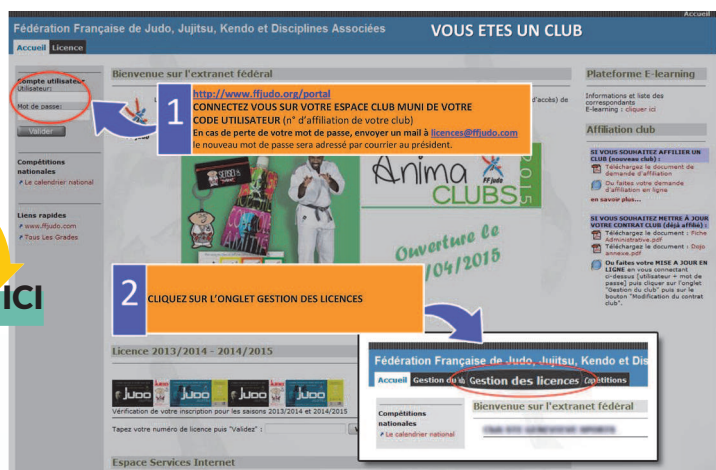 Accueil
Fédération Française de Judo, Jujitsu, Kendo et Disciplines Associées
VOUS ETES UN CLUB
Accueil Licence
Compte utilisateur
Utilisateur:
Mot de passe:
Valider
Compétitions
nationales
Le calendrier national
Liens rapides
www.ffjudo.com
Tous Les Grades
ICI
Bienvenue sur l'extranet fédéral
1
http://www.ffjudo.org/portal
CONNECTEZ VOUS SUR VOTRE ESPACE CLUB MUNI DE VOTRE
CODE UTILISATEUR (n° d'affiliation de votre club)
En cas de perte de votre mot de passe, envoyer un mail à licences@ffjudo.com
le nouveau mot de passe sera adressé par courrier au président.
d'accès) de
Anima
CLUBS
FFjudo
2015
Ouverture le
/04/2015
2
CLIQUEZ SUR L'ONGLET GESTION DES LICENCES
Licence 2013/2014 - 2014/2015
Judo Judo Judo Judo
Vérification de votre inscription pour les saisons 2013/2014 et 2014/2015
Tapez votre numéro de licence puis "Validez" :
Espace Services Internet
Fédération Française de Judo, Jujitsu, Kendo et Dis
Accueil Gestion du Gestion des licences pétitions
Compétitions
nationales
Le calendrier national
Bienvenue sur l'extranet fédéral
Plateforme E-learning
Informations et liste des
correspondants
E-learning : cliquer ici
Affiliation club
SI VOUS SOUHAITEZ AFFILIER UN
CLUB (nouveau club) :
Téléchargez le document de
demande d'affiliation
Ou faites votre demande
d'affiliation en ligne
en savoir plus...
SI VOUS SOUHAITEZ METTRE À JOUR
VOTRE CONTRAT CLUB (déjà affilié) :
Téléchargez le document : Fiche
Administrative.pdf
Téléchargez le document : Dojo
annexe.pdf
Ou faites votre MISE A JOUR EN
LIGNE en vous connectant
ci-dessus [utilisateur + mot de
passe] puis cliquer sur l'onglet
"Gestion du club" puis sur le
bouton "Modification du contrat
club".